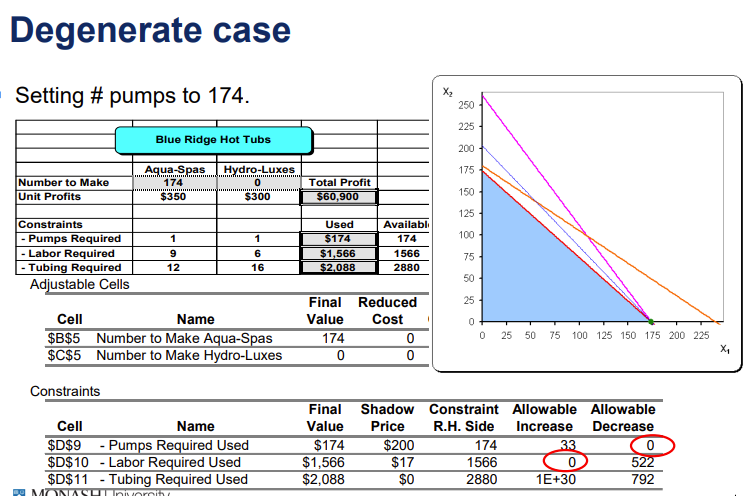 Degenerate case
Setting # pumps to 174.
Blue Ridge Hot Tubs
Aqua-Spas Hydro-Luxes
Number to Make 174 0 Total Profit
Unit Profits $350 $300 $60,900
Constraints Used Availabl
- Pumps Required 1 1 $174 174
- Labor Required 9 6 $1,566 1566
- Tubing Required 12 16 $2,088 2880
X2
250
225
200
175
150
125
100
75
50
25
0
0 25 50 75 100 125 150 175 200 225
X1
Adjustable Cells
Final Reduced
Cell Name Value Cost
$B$5 Number to Make Aqua-Spas 174 0
$C$5 Number to Make Hydro-Luxes 0 0
Constraints
Final Shadow Constraint Allowable Allowable
Cell Name Value Price R.H. Side Increase Decrease
$D$9 - Pumps Required Used $174 $200 174 33 0
$D$10 - Labor Required Used $1,566 $17 1566 0 522
$D$11 - Tubing Required Used $2,088 $0 2880 1E+30 792
MONASH University